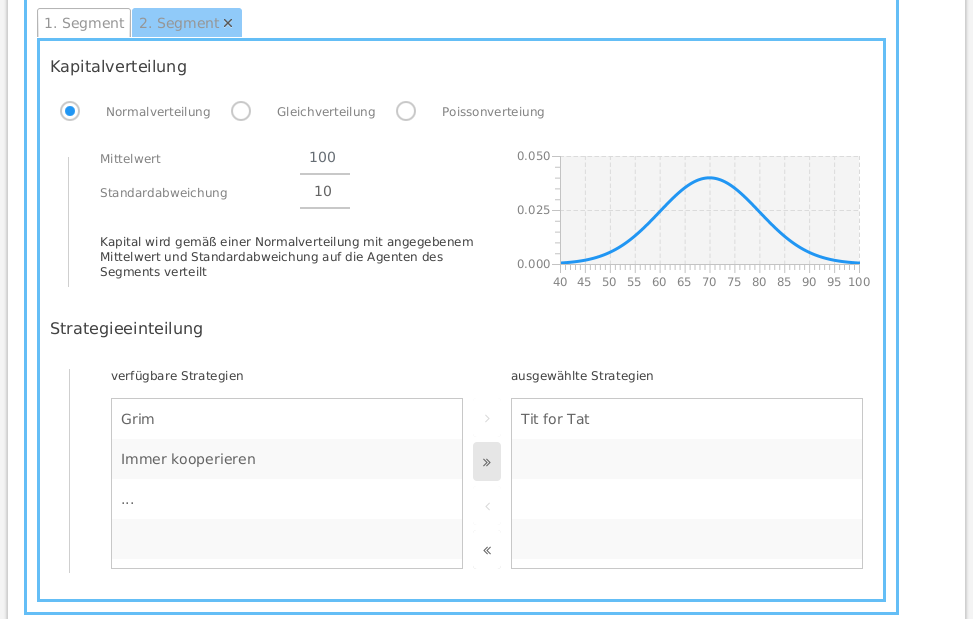 1. Segment
2. Segment ×
Kapitalverteilung
Normalverteilung
Gleichverteilung
Poissonverteiung
Mittelwert
100
Standardabweichung
10
Kapital wird gemäß einer Normalverteilung mit angegebenem
Mittelwert und Standardabweichung auf die Agenten des
Segments verteilt
0.050
0.025
0.000
40 45 50 55 60 65 70 75 80 85 90 95 100
Strategieeinteilung
verfügbare Strategien
Grim
Immer kooperieren
...
›
»
‹
«
ausgewählte Strategien
Tit for Tat